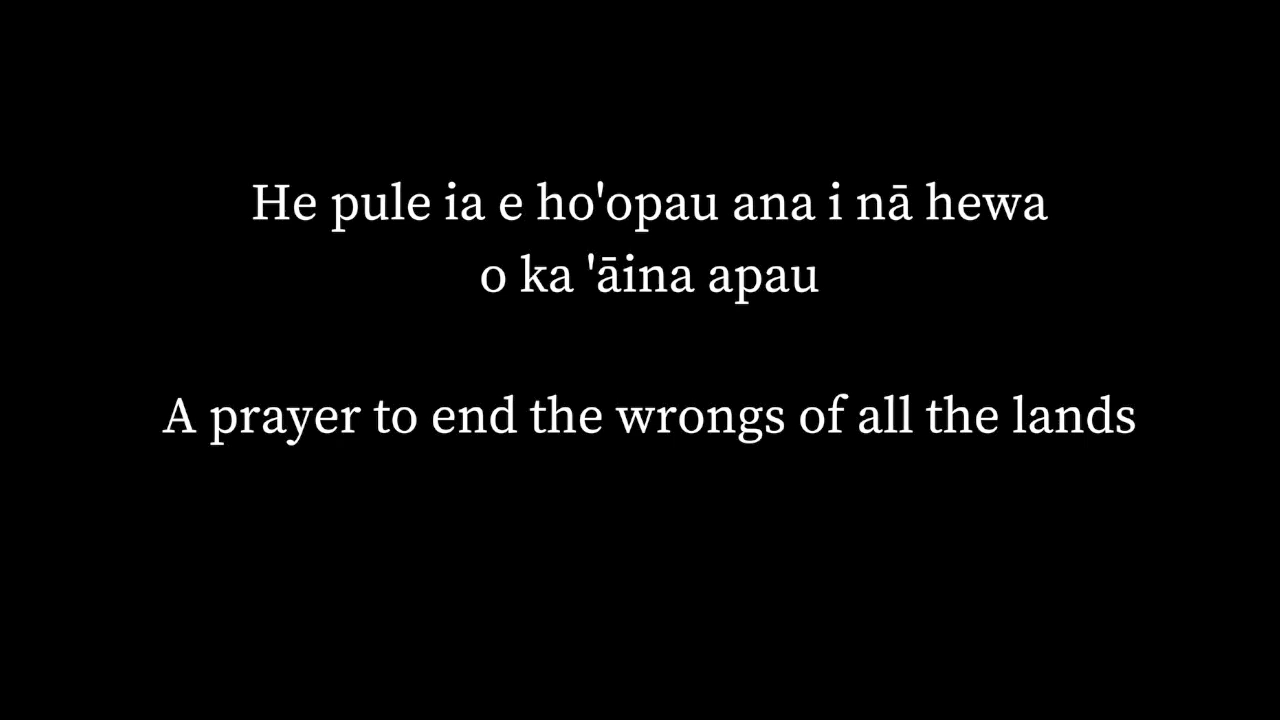 He pule ia e ho'opau ana i nā hewa
o ka 'āina apau
A prayer to end the wrongs of all the lands